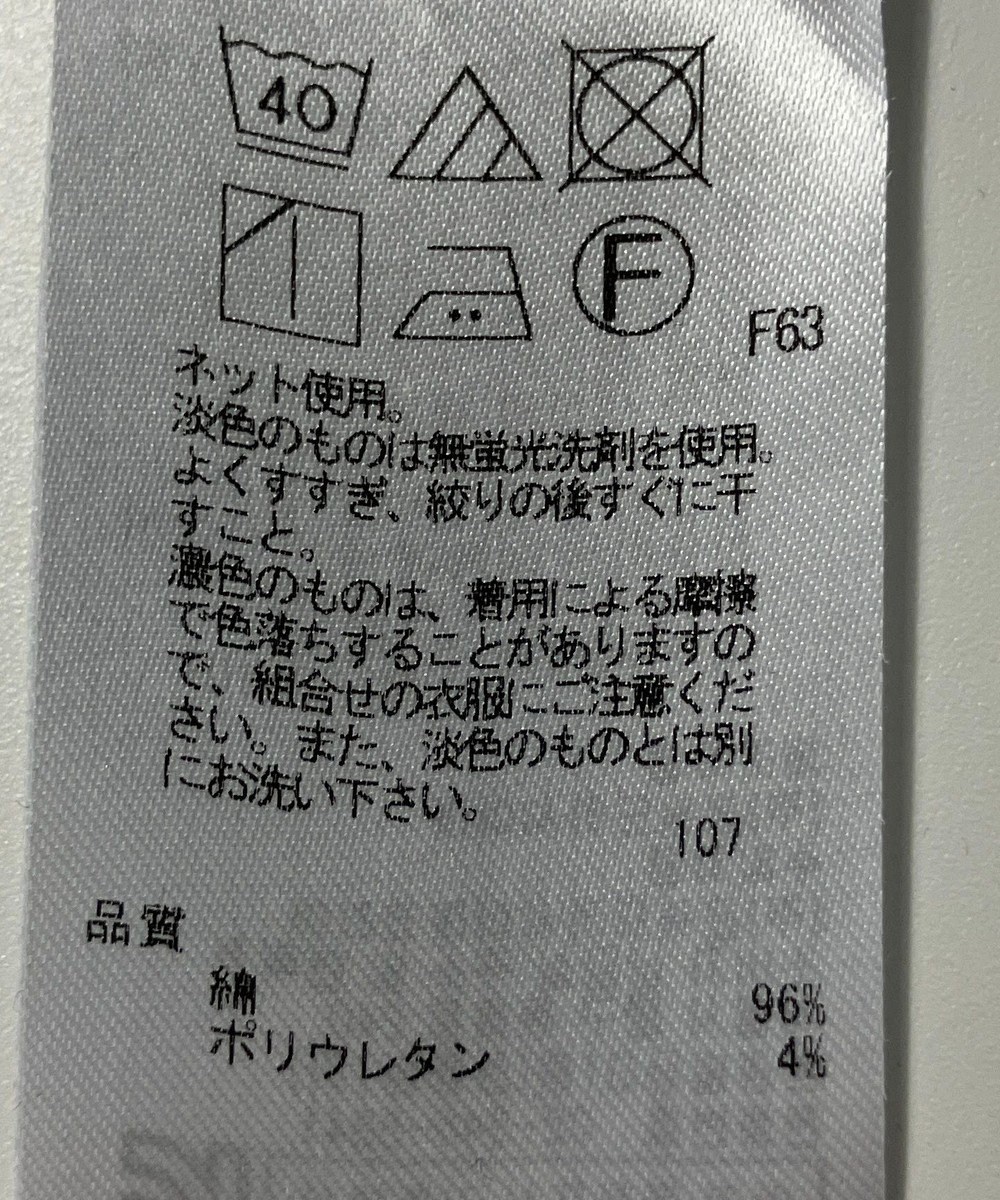 40
F
F63
ネット使用。
淡色のものは無蛍光洗剤を使用。
よくすすぎ、絞りの後すぐに干
すこと。
濃色のものは、着用による摩擦
で色落ちすることがありますの
で、組合せの衣服にご注意くだ
さい。また、淡色のものとは別
にお洗い下さい。
107
品質
綿 96%
ポリウレタン 4%